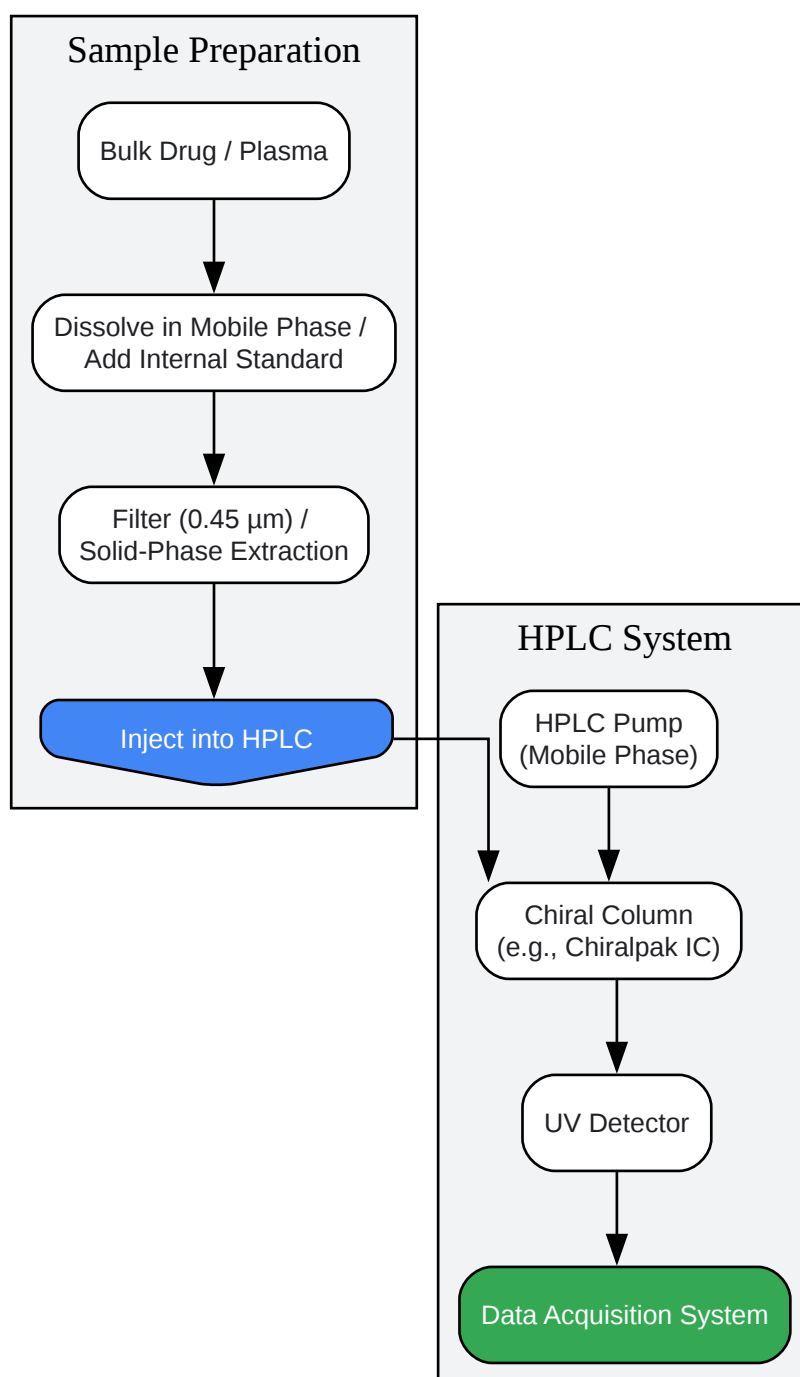 Sample Preparation
Bulk Drug / Plasma
Dissolve in Mobile Phase /
Add Internal Standard
Filter (0.45 µm) /
Solid-Phase Extraction
Inject into HPLC
HPLC System
HPLC Pump
(Mobile Phase)
Chiral Column
(e.g., Chiralpak IC)
UV Detector
Data Acquisition System